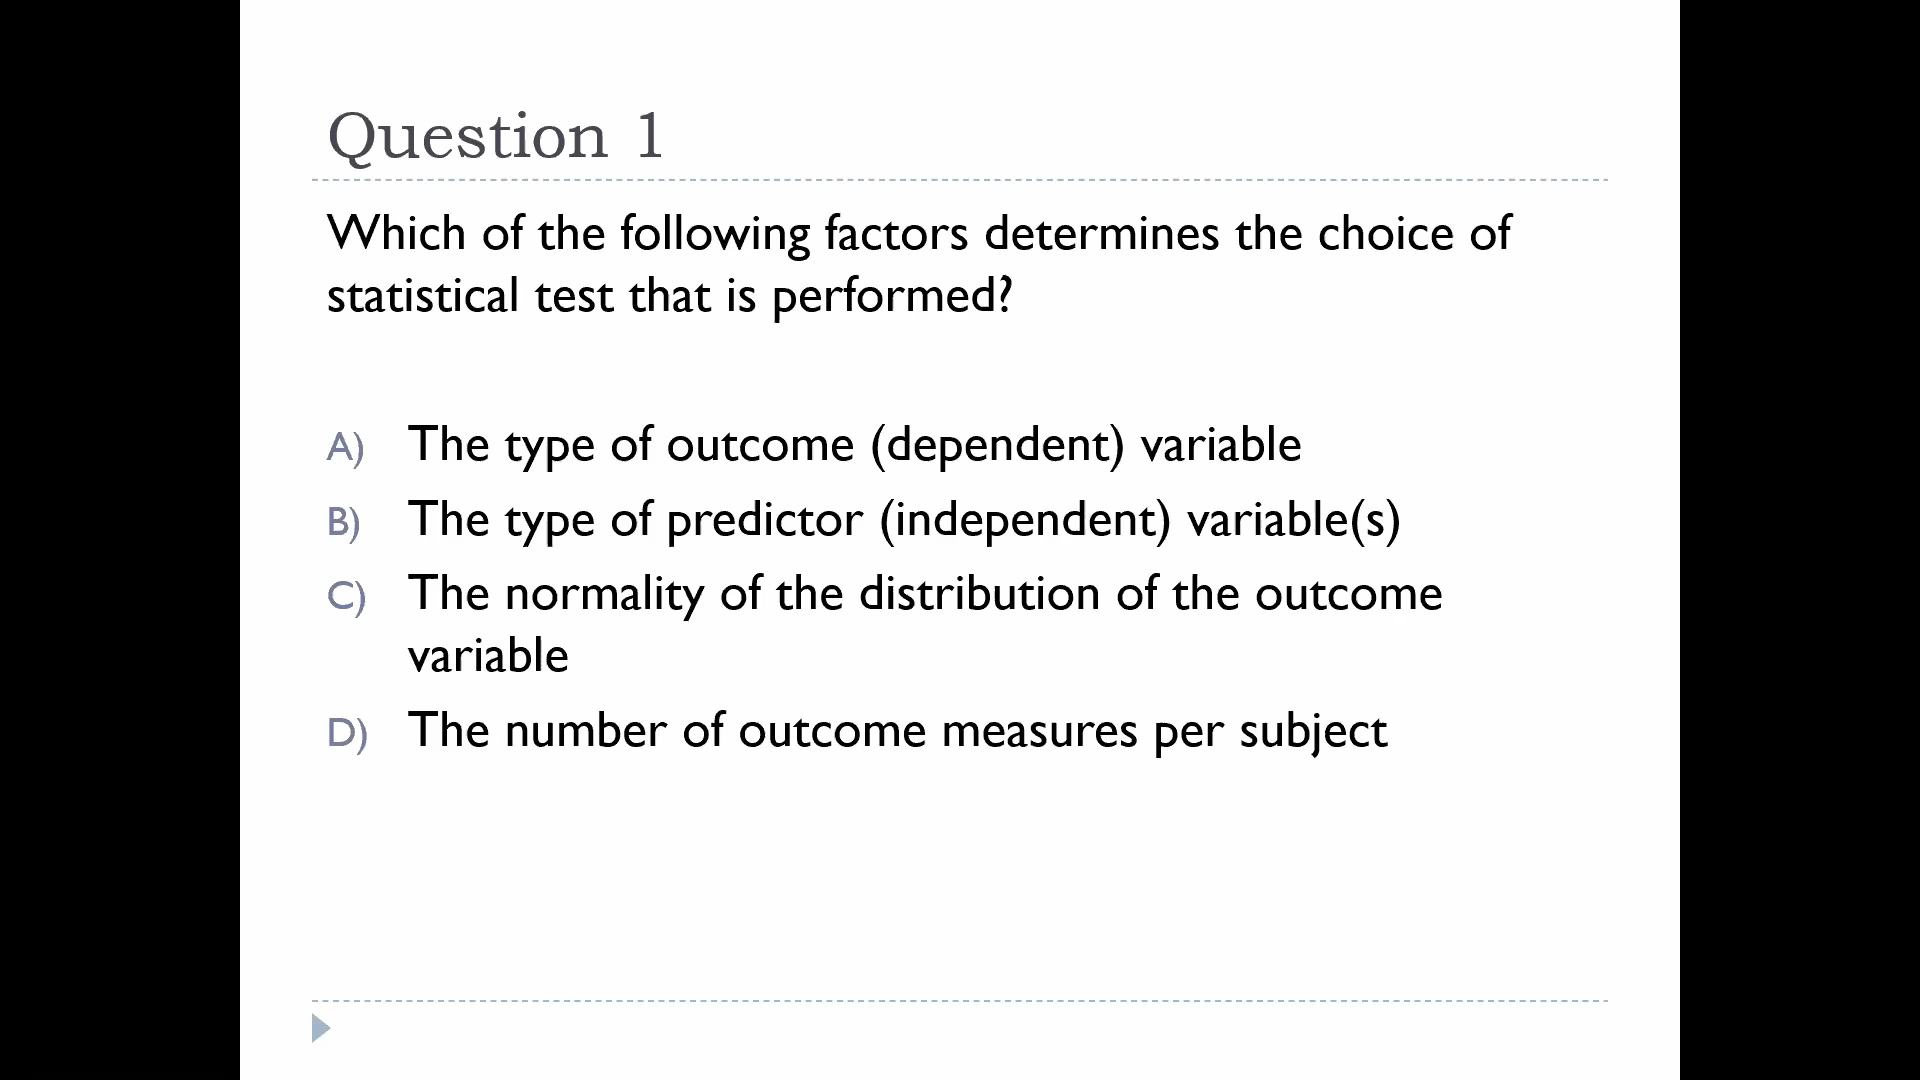 Question 1
Which of the following factors determines the choice of
statistical test that is performed?
A) The type of outcome (dependent) variable
B) The type of predictor (independent) variable(s)
C) The normality of the distribution of the outcome
variable
D) The number of outcome measures per subject